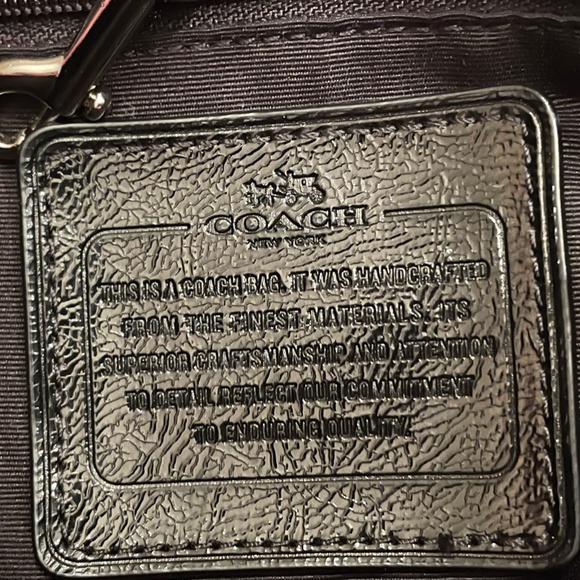 COACH
NEW YORK
THIS IS A COACH BAG. IT WAS HANDCRAFTED
FROM THE FINEST MATERIALS. ITS
SUPERIOR CRAFTSMANSHIP AND ATTENTION
TO DETAIL REFLECT OUR COMMITMENT
TO ENDURING QUALITY.